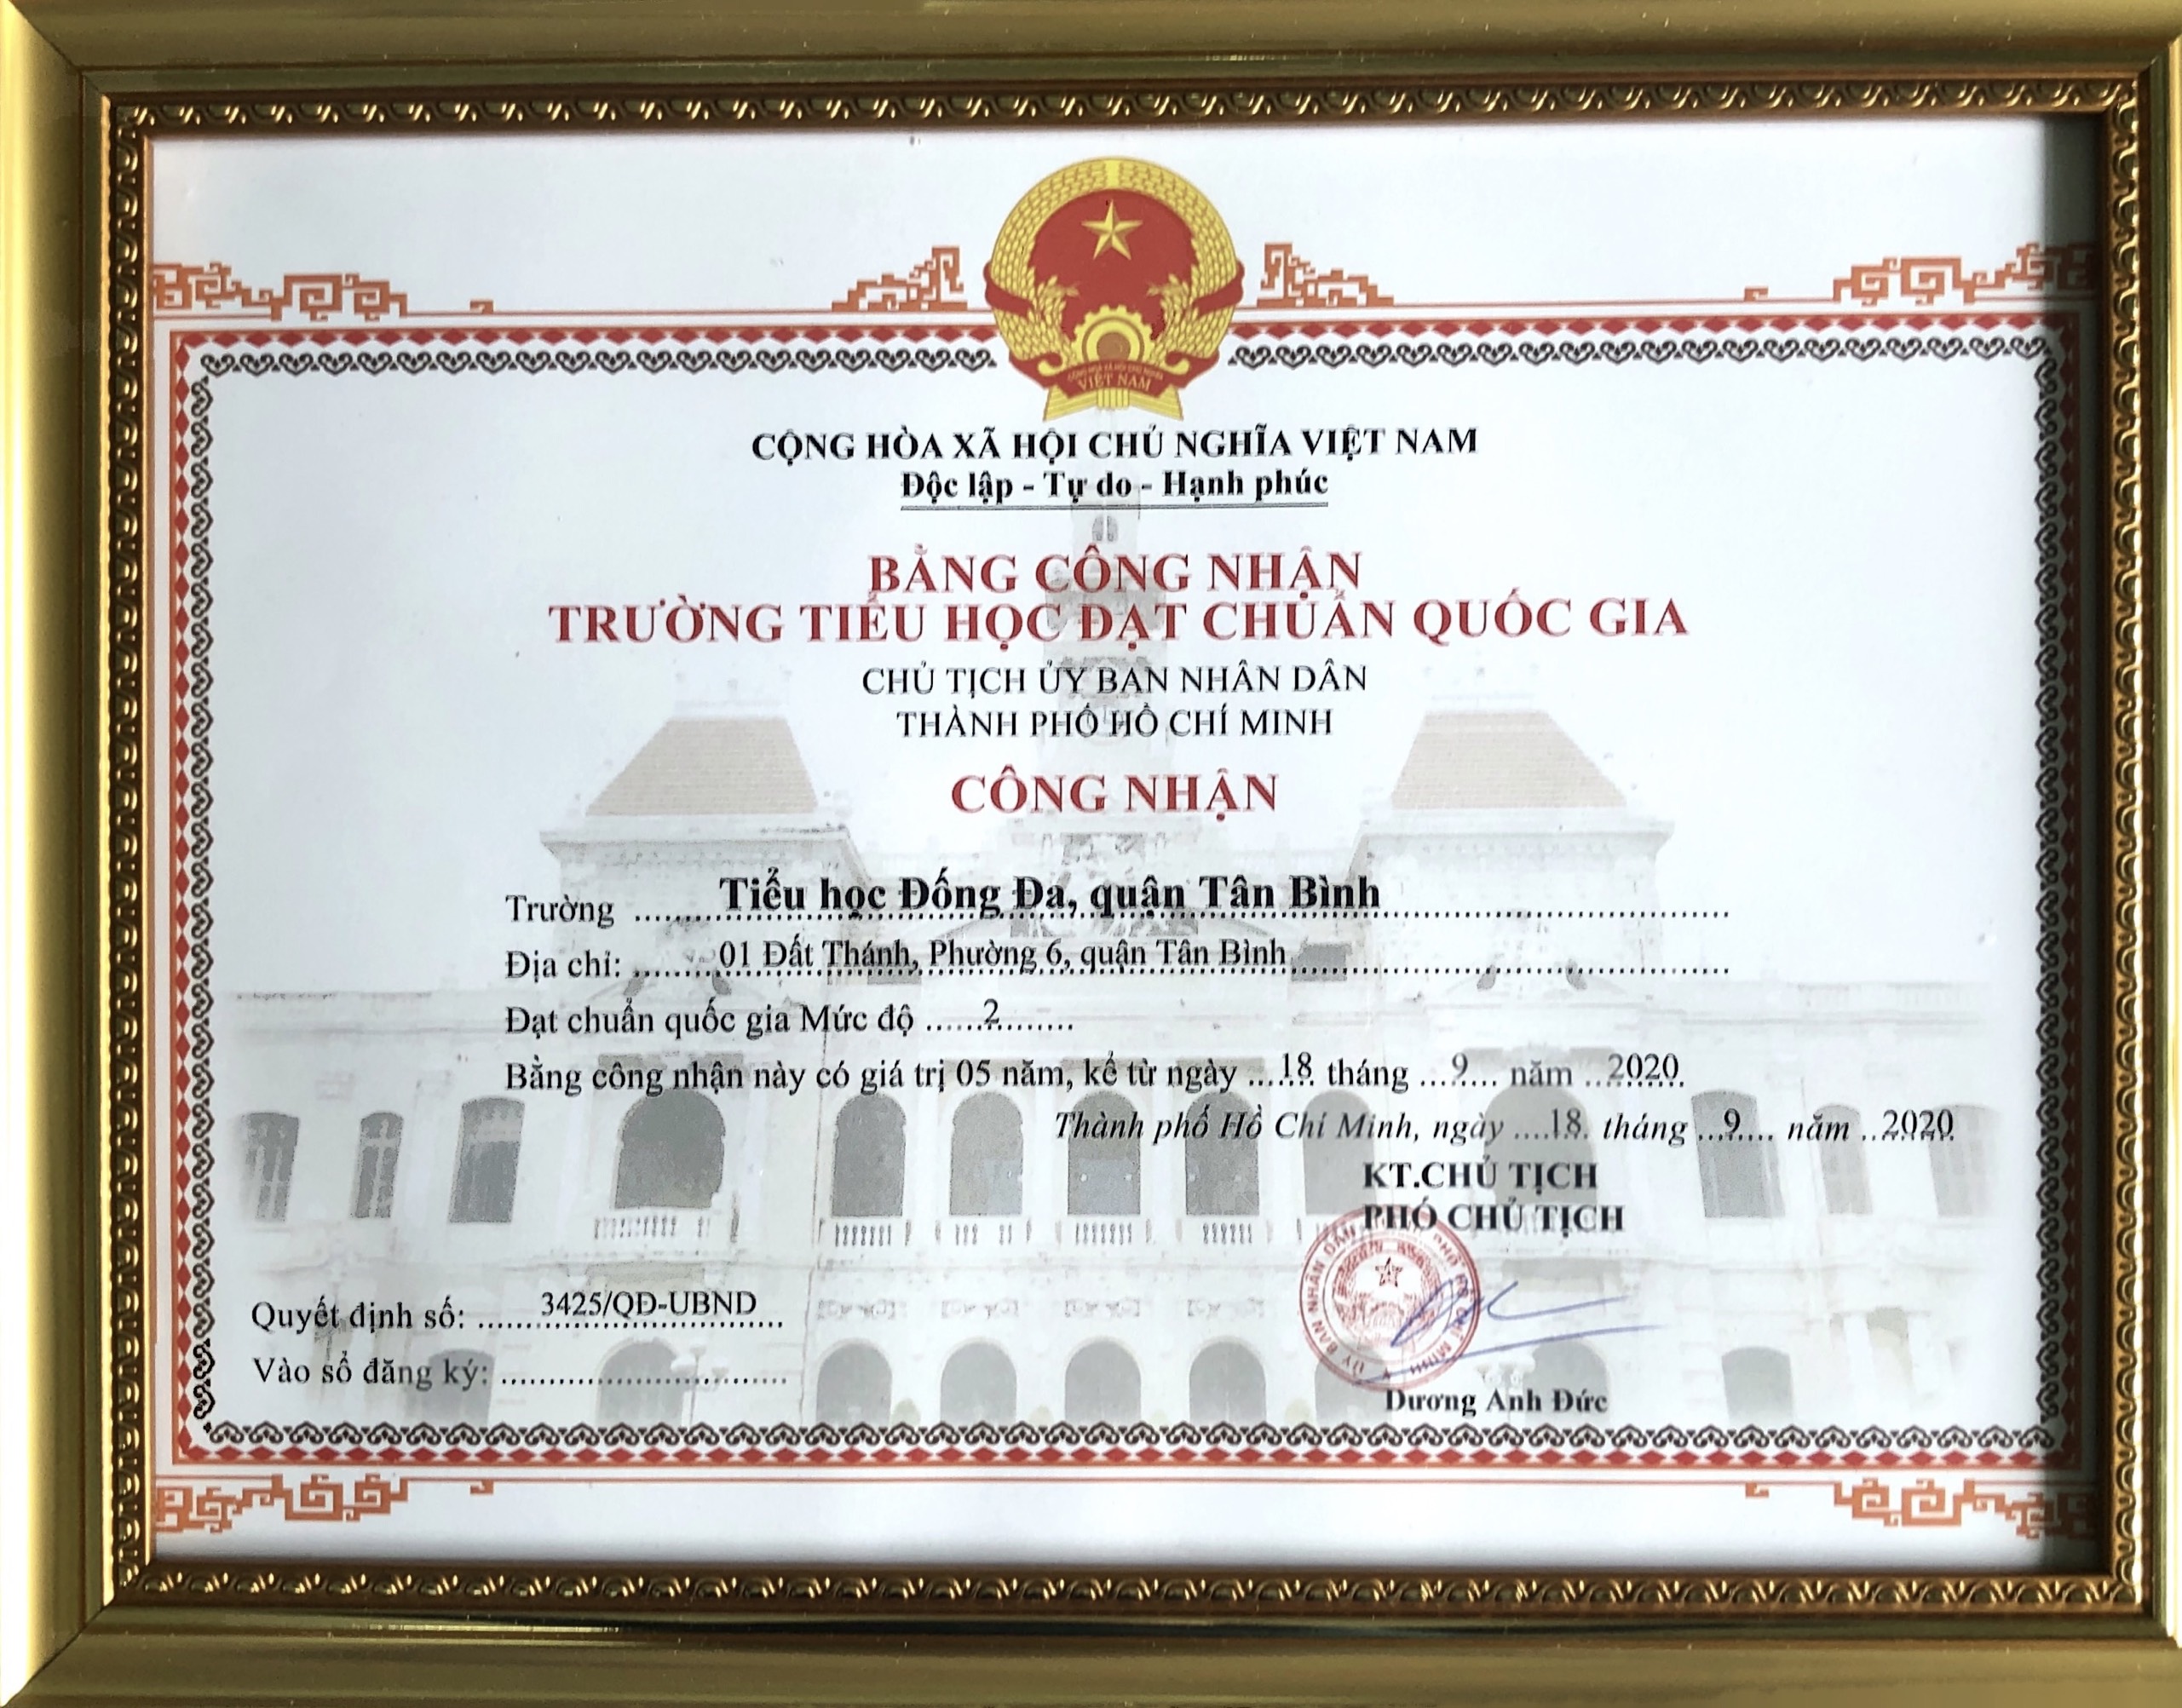 VIỆT NAM
CỘNG HÒA XÃ HỘI CHỦ NGHĨA VIỆT NAM
Độc lập - Tự do - Hạnh phúc
BẰNG CÔNG NHẬN
TRƯỜNG TIỂU HỌC ĐẠT CHUẨN QUỐC GIA
CHỦ TỊCH ỦY BAN NHÂN DÂN
THÀNH PHỐ HỒ CHÍ MINH
CÔNG NHẬN
Trường ........Tiểu học Đống Đa, quận Tân Bình........
Địa chỉ: ........01 Đất Thánh, Phường 6, quận Tân Bình........
Đạt chuẩn quốc gia Mức độ ......2........
Bằng công nhận này có giá trị 05 năm, kể từ ngày ....18. tháng ...9.... năm ..2020.
Thành phố Hồ Chí Minh, ngày ....18. tháng ...9.... năm ..2020.
KT.CHỦ TỊCH
PHÓ CHỦ TỊCH
Quyết định số: ......3425/QĐ-UBND......
Vào sổ đăng ký: ..............................
Dương Anh Đức